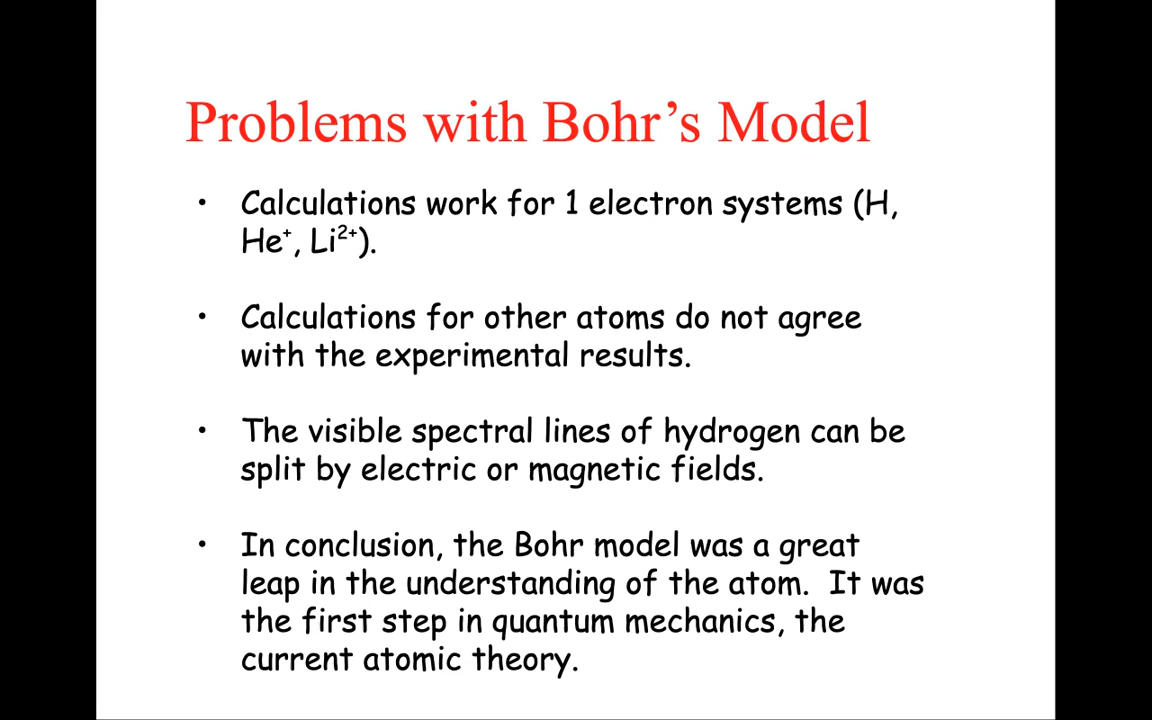 Problems with Bohr’s Model
• Calculations work for 1 electron systems (H,
He⁺, Li²⁺).
• Calculations for other atoms do not agree
with the experimental results.
• The visible spectral lines of hydrogen can be
split by electric or magnetic fields.
• In conclusion, the Bohr model was a great
leap in the understanding of the atom.  It was
the first step in quantum mechanics, the
current atomic theory.